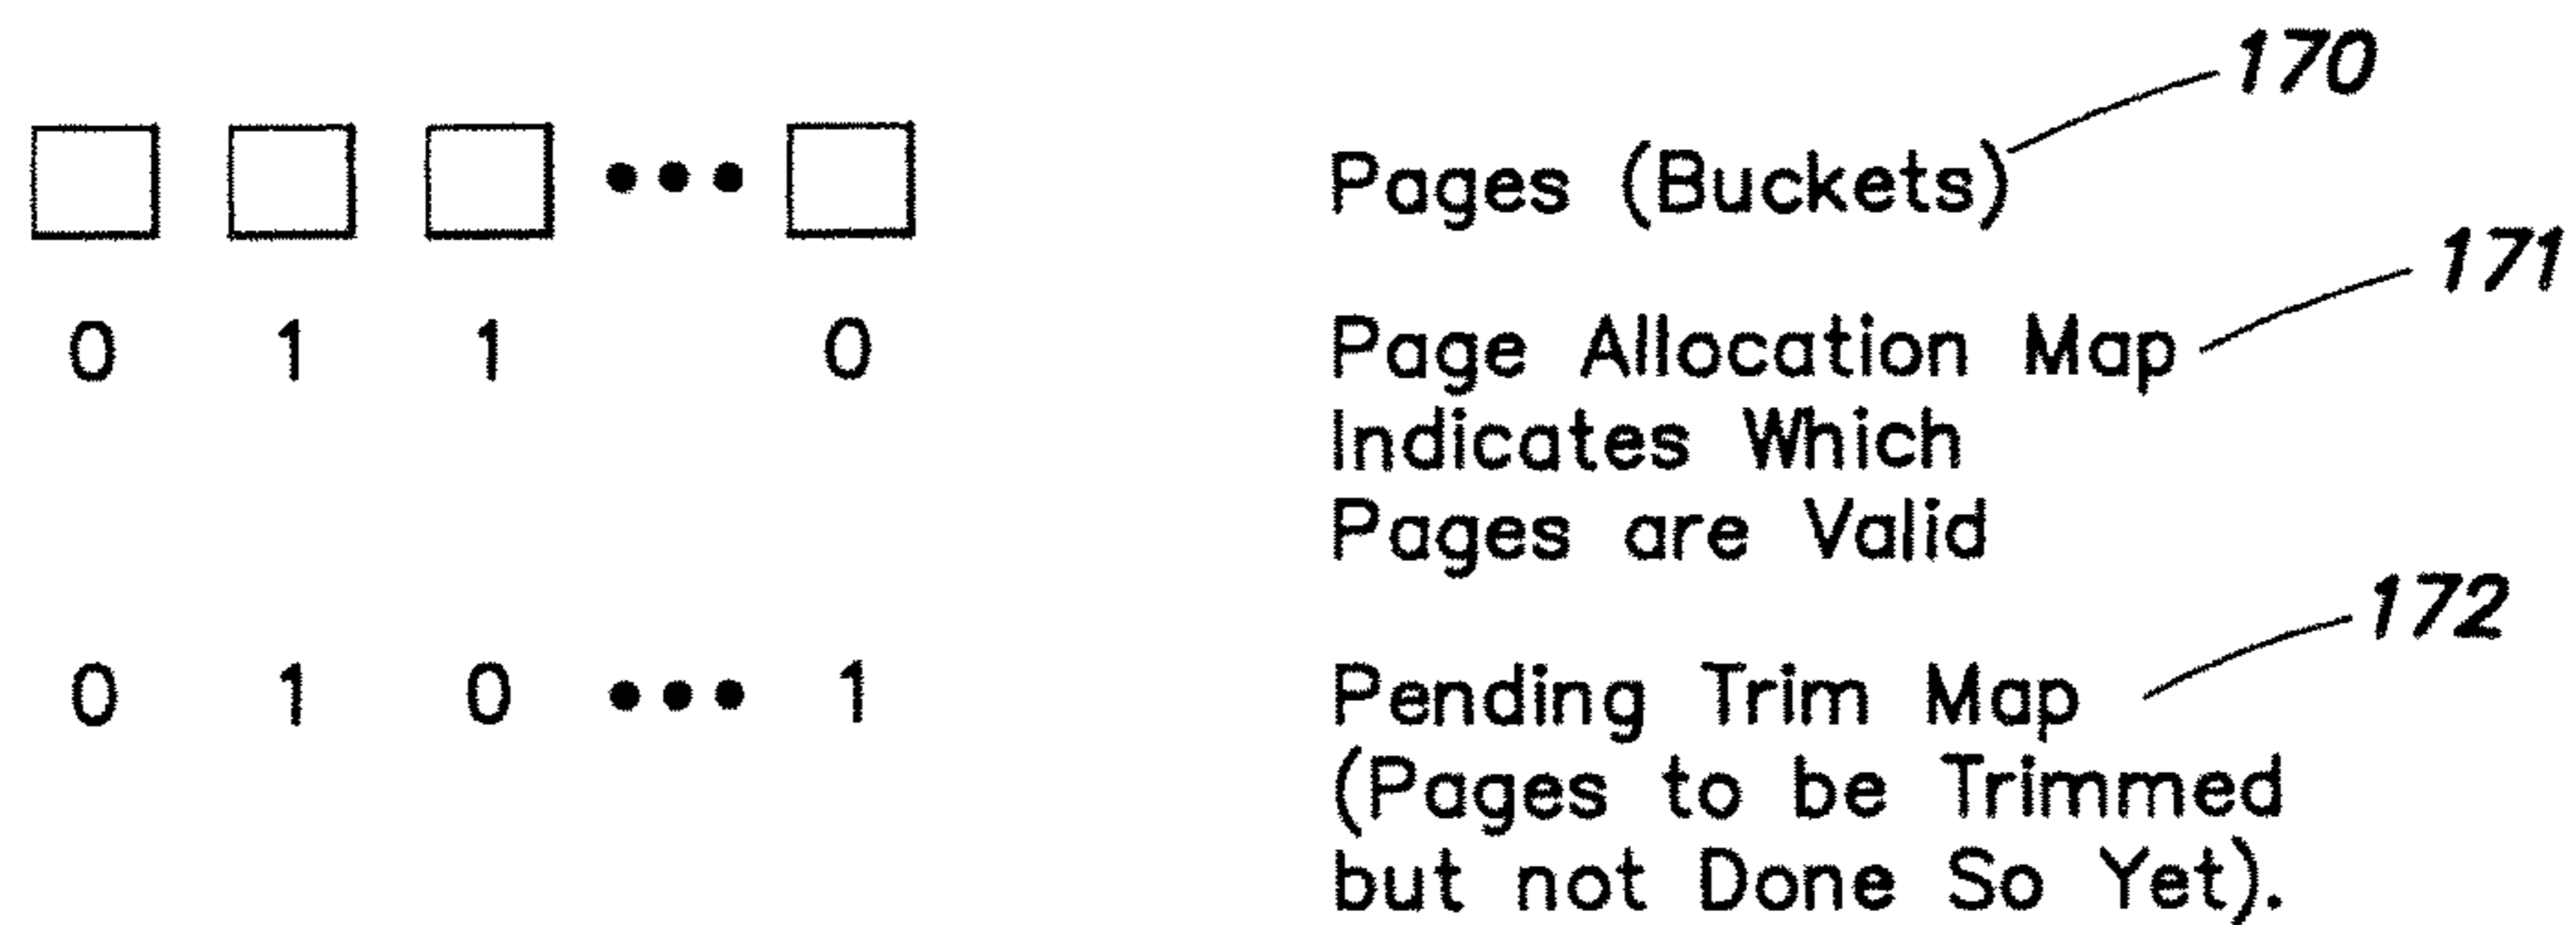 170
Pages (Buckets)
171
0 1 1 0 Page Allocation Map
Indicates Which
Pages are Valid
172
0 1 0 ••• 1 Pending Trim Map
(Pages to be Trimmed
but not Done So Yet).